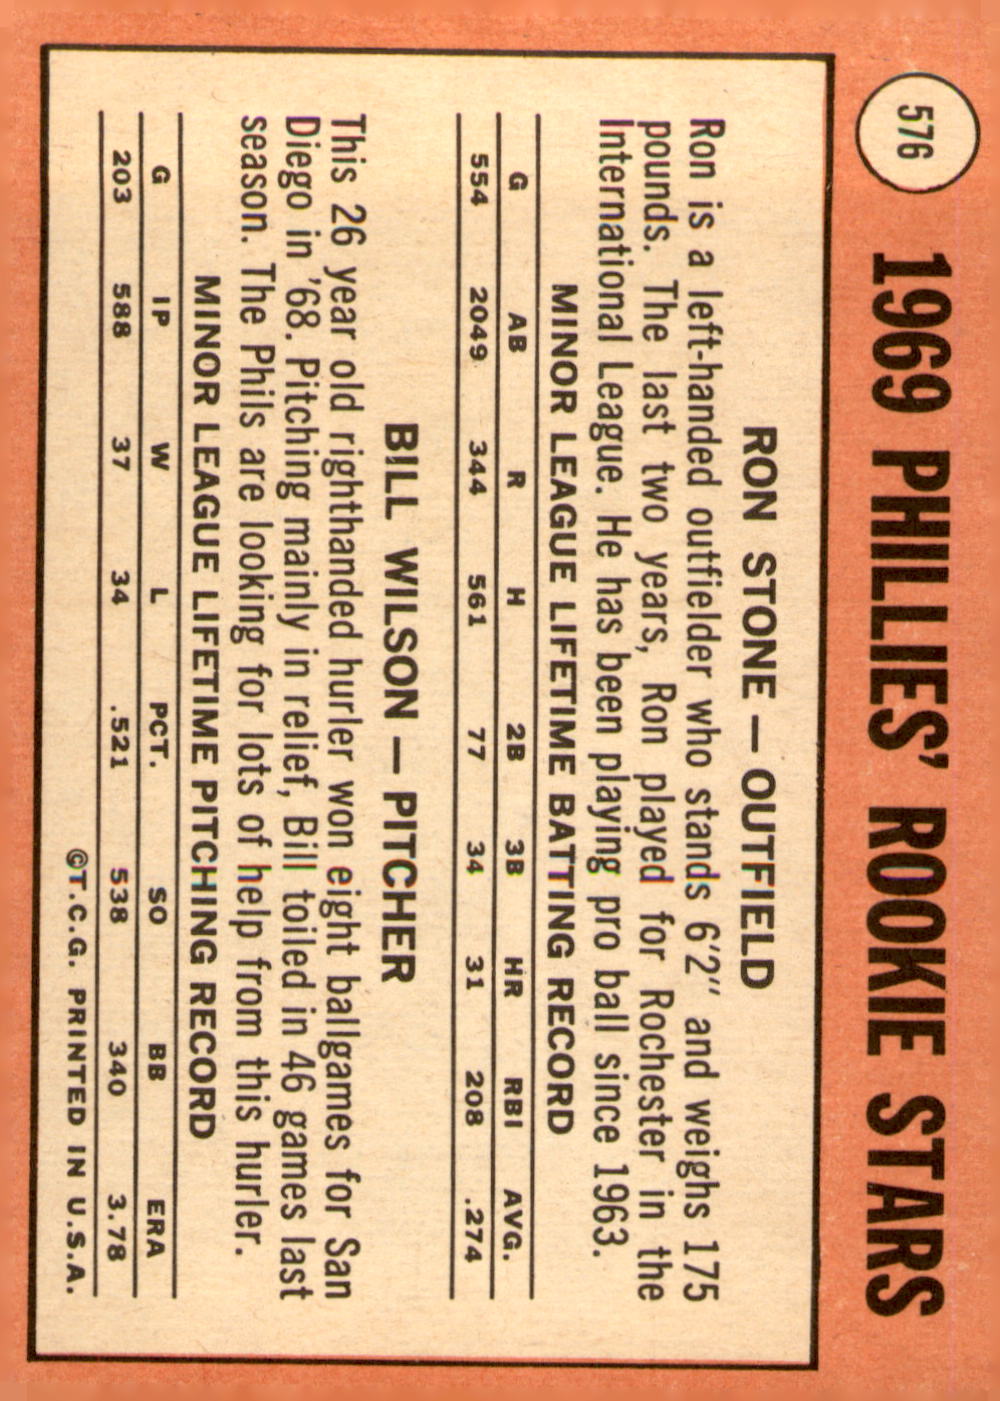 576
1969 PHILLIES' ROOKIE STARS
RON STONE — OUTFIELD
Ron is a left-handed outfielder who stands 6'2" and weighs 175
pounds. The last two years, Ron played for Rochester in the
International League. He has been playing pro ball since 1963.
MINOR LEAGUE LIFETIME BATTING RECORD
G AB R H 2B 3B HR RBI AVG.
554 2049 344 561 77 34 31 208 .274
BILL WILSON — PITCHER
This 26 year old righthanded hurler won eight ballgames for San
Diego in '68. Pitching mainly in relief, Bill toiled in 46 games last
season. The Phils are looking for lots of help from this hurler.
MINOR LEAGUE LIFETIME PITCHING RECORD
G IP W L PCT. SO BB ERA
203 588 37 34 .521 538 340 3.78
©T.C.G. PRINTED IN U.S.A.